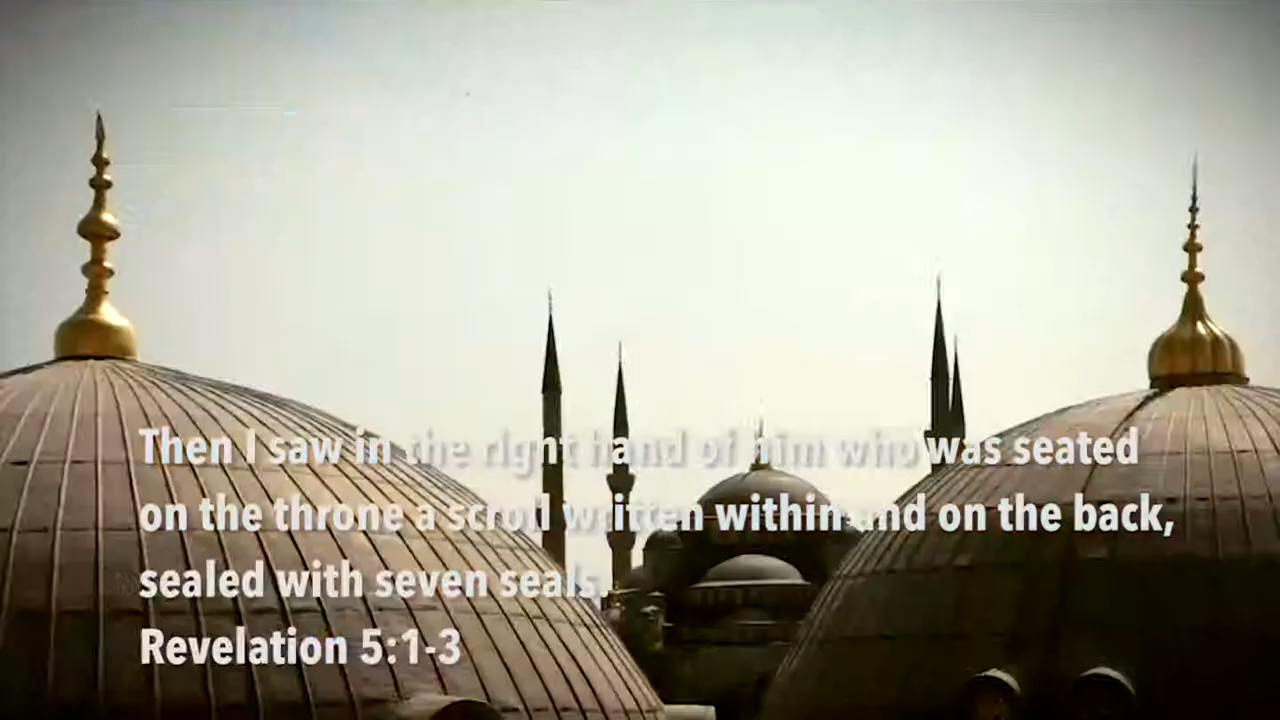 Then I saw in the right hand of him who was seated
on the throne a scroll written within and on the back,
sealed with seven seals.
Revelation 5:1-3